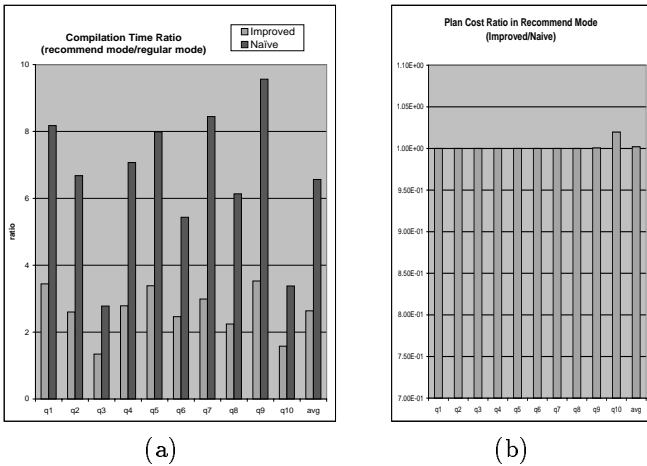 Compilation Time Ratio
(recommend mode/regular mode)
Improved
Naïve
10
8
6
4
2
0
ratio
q1 q2 q3 q4 q5 q6 q7 q8 q9 q10 avg
(a)
Plan Cost Ratio in Recommend Mode
(Improved/Naive)
1.10E+00
1.05E+00
1.00E+00
9.50E-01
9.00E-01
8.50E-01
8.00E-01
7.50E-01
7.00E-01
q1 q2 q3 q4 q5 q6 q7 q8 q9 q10 avg
(b)